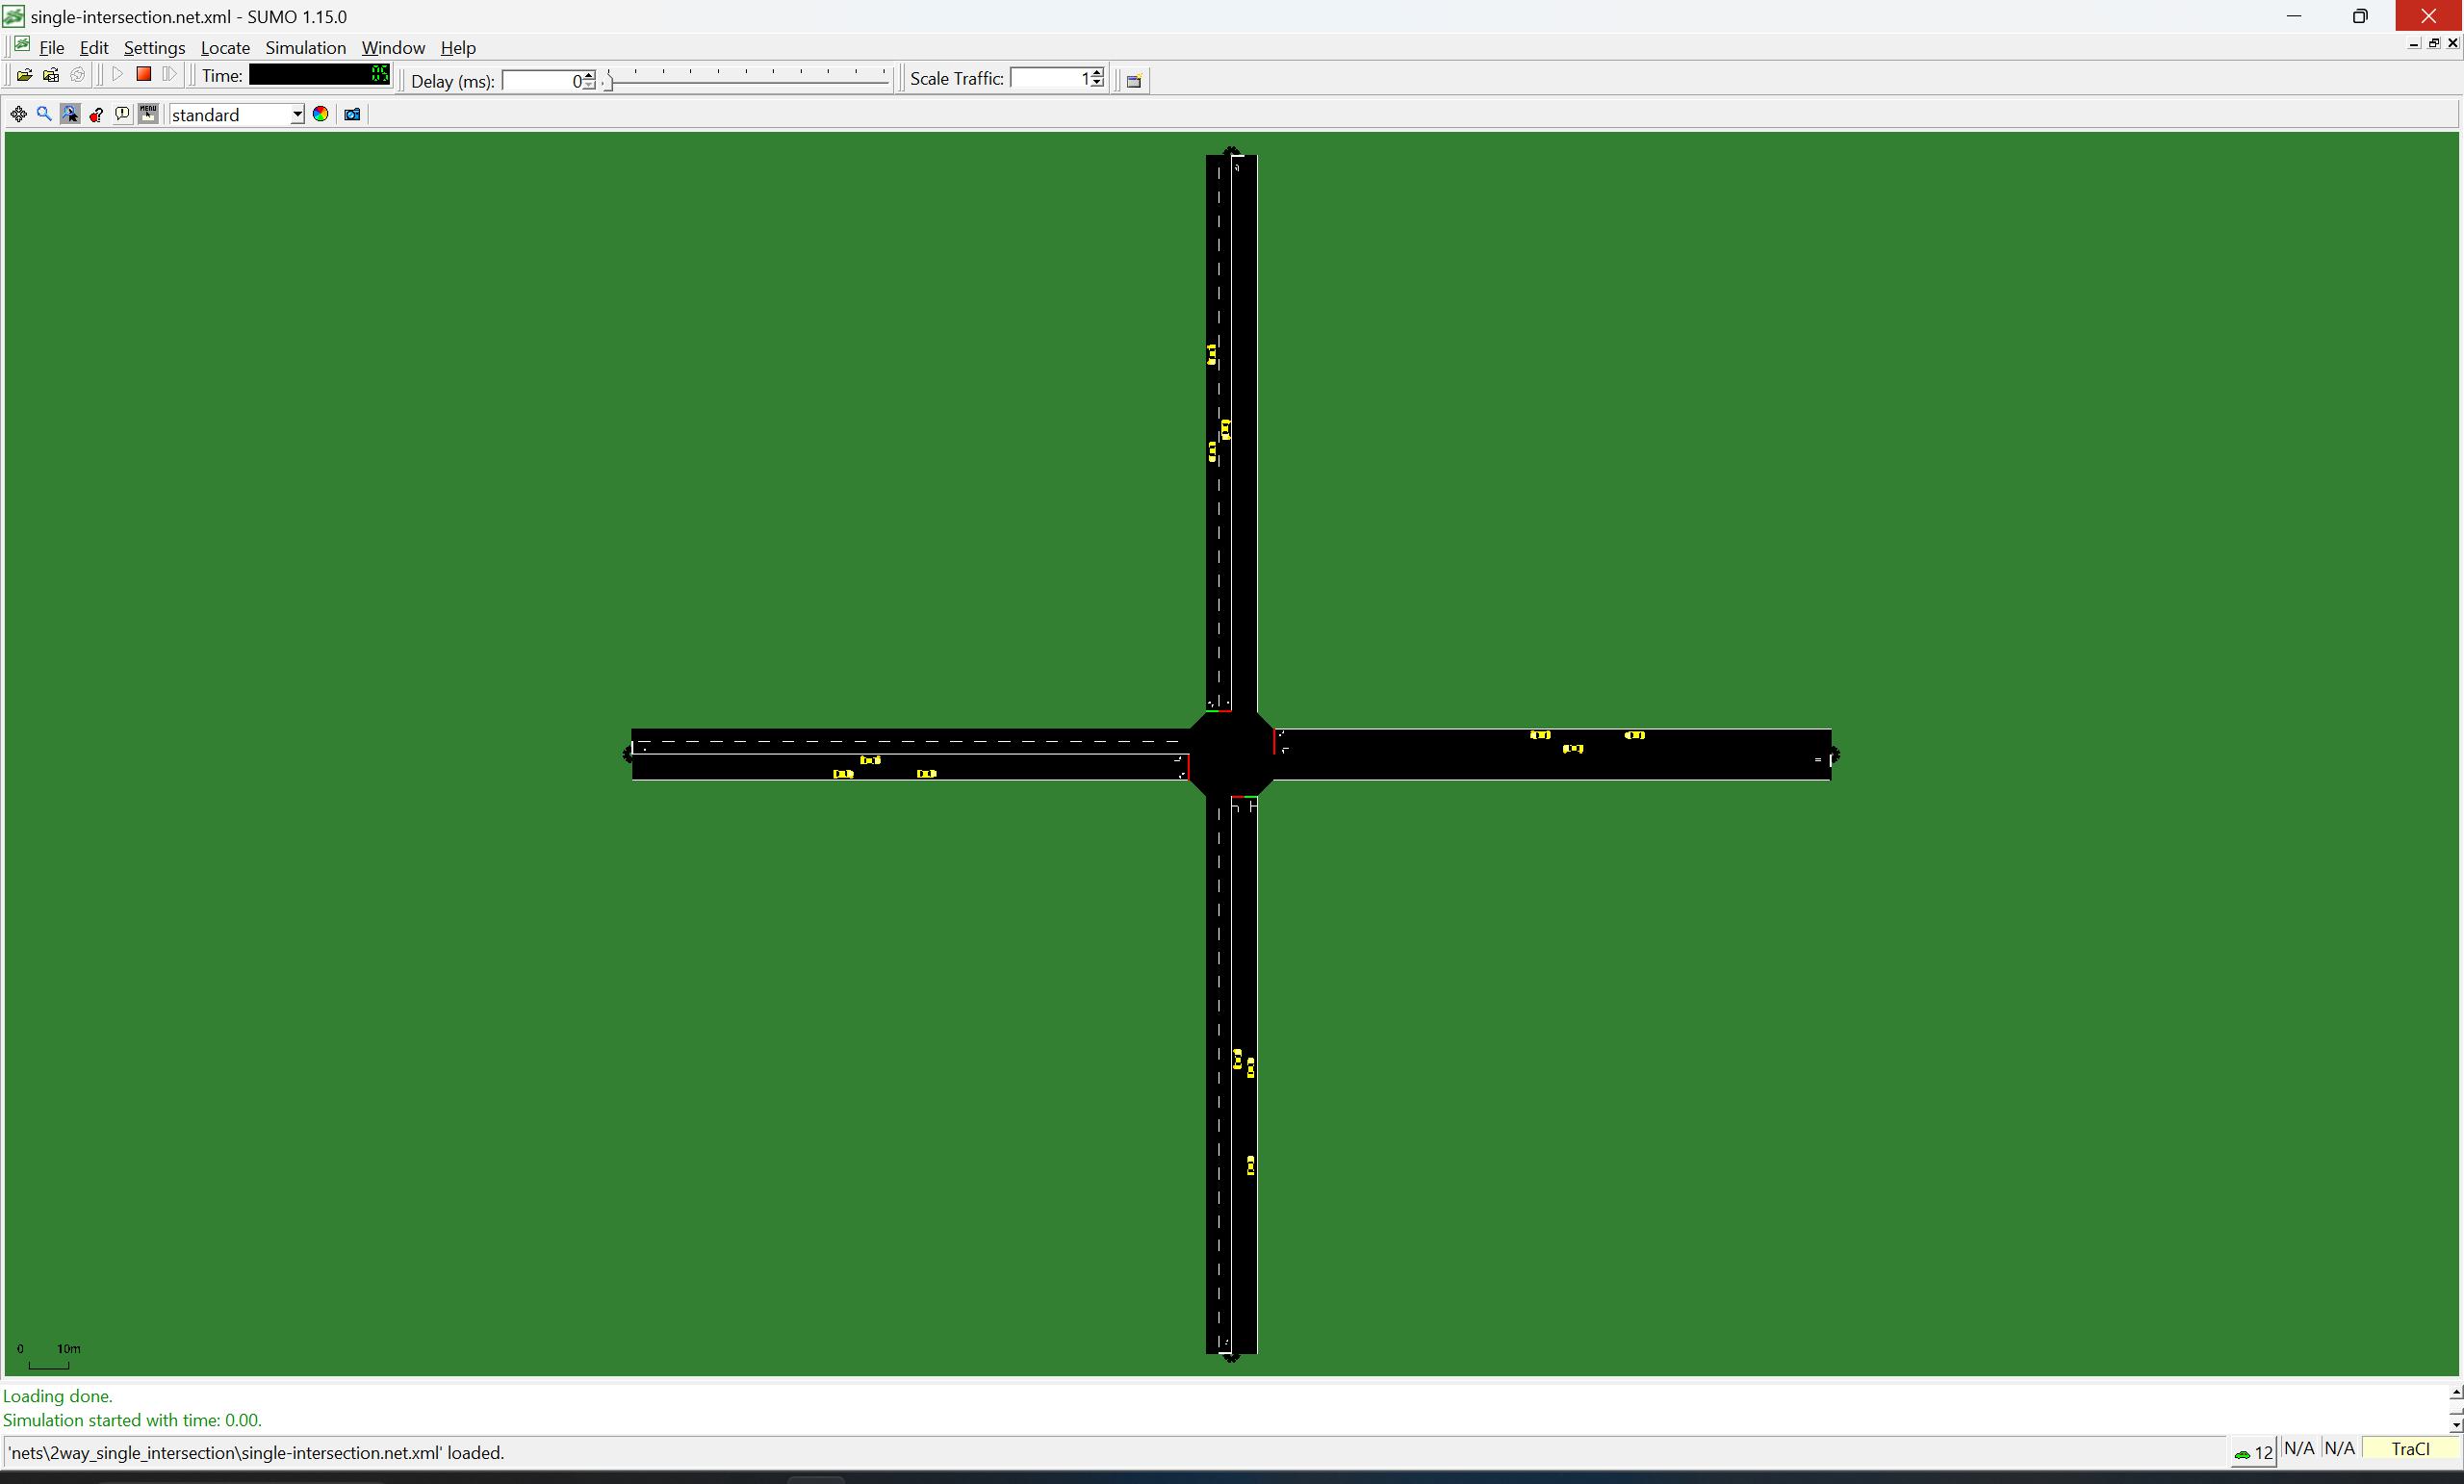 single-intersection.net.xml - SUMO 1.15.0
File Edit Settings Locate Simulation Window Help
Time: 05 Delay (ms): 0 Scale Traffic: 1
MENU standard
0 10m
Loading done.
Simulation started with time: 0.00.
'nets\2way_single_intersection\single-intersection.net.xml' loaded. 12 N/A N/A TraCI